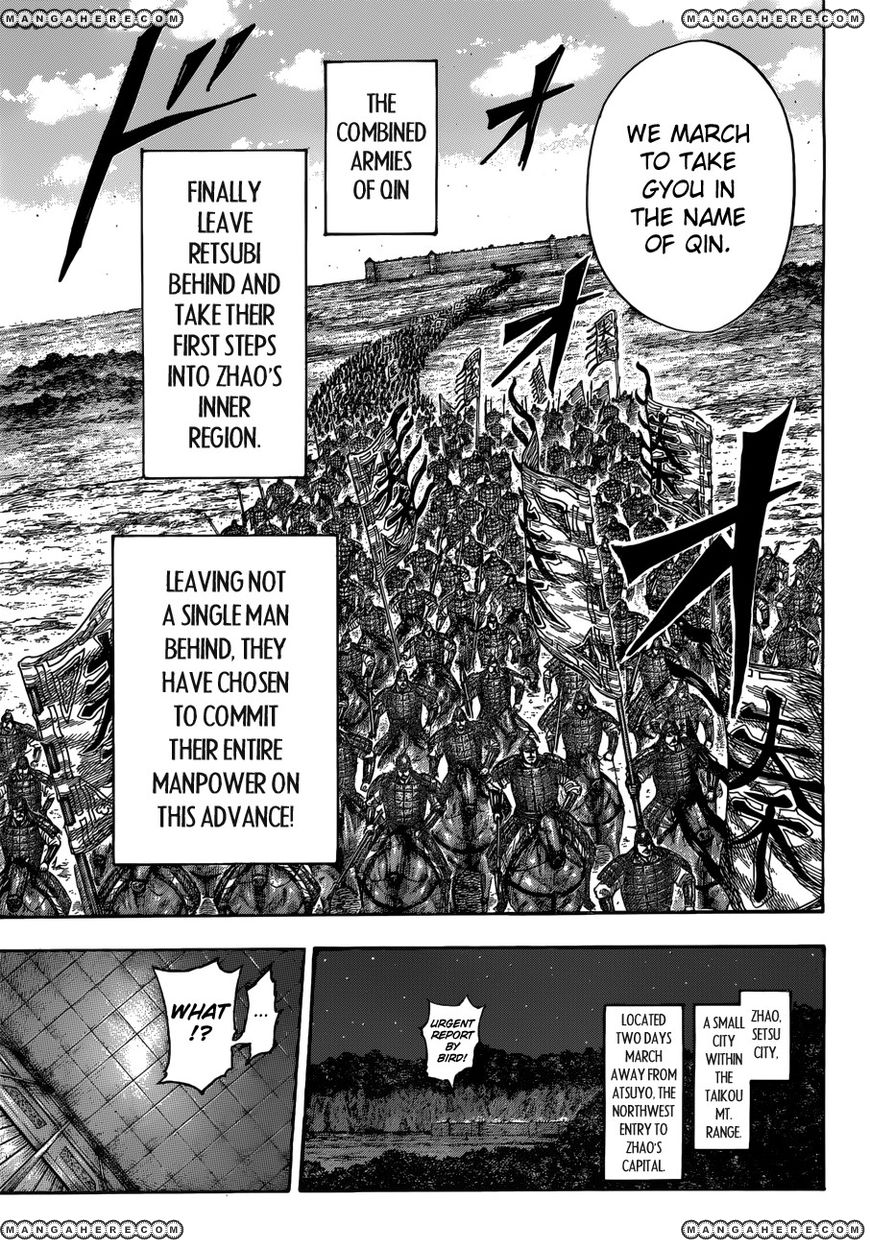 MANGAHERE.COM
MANGAHERE.COM
WE MARCH
TO TAKE
GYOU IN
THE NAME
OF QIN.
THE
COMBINED
ARMIES
OF QIN
FINALLY
LEAVE
RETSUBI
BEHIND AND
TAKE THEIR
FIRST STEPS
INTO ZHAO'S
INNER
REGION.
ドオオオ
LEAVING NOT
A SINGLE MAN
BEHIND, THEY
HAVE CHOSEN
TO COMMIT
THEIR ENTIRE
MANPOWER ON
THIS ADVANCE!
ZHAO,
SETSU
CITY,
A SMALL
CITY
WITHIN
THE
TAIKOU
MT.
RANGE.
LOCATED
TWO DAYS
MARCH
AWAY FROM
ATSUYO, THE
NORTHWEST
ENTRY TO
ZHAO'S
CAPITAL.
URGENT
REPORT
BY
BIRD!
...
WHAT
!?
MANGAHERE.COM
MANGAHERE.COM